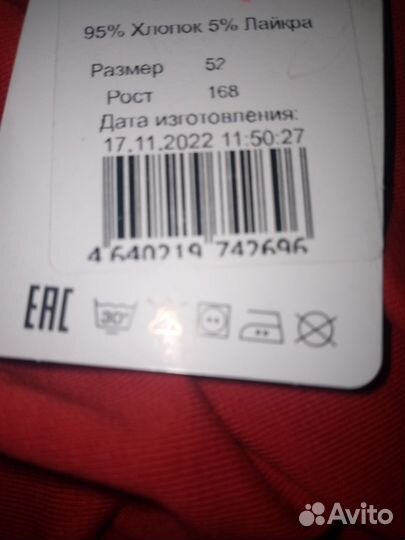 95% Хлопок 5% Лайкра
Размер 52
Рост 168
Дата изготовления:
17.11.2022 11:50:27
4 640219 742696
EAC 30°
Avito